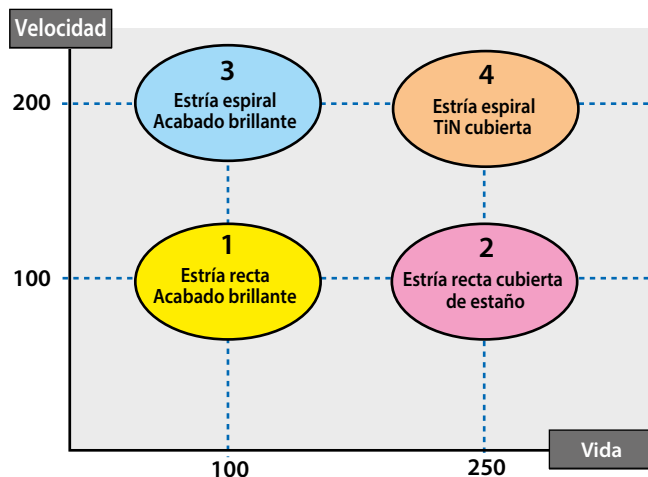 Velocidad
3
Estría espiral
Acabado brillante
4
Estría espiral
TiN cubierta
200
1
Estría recta
Acabado brillante
2
Estría recta cubierta
de estaño
100
Vida
100
250